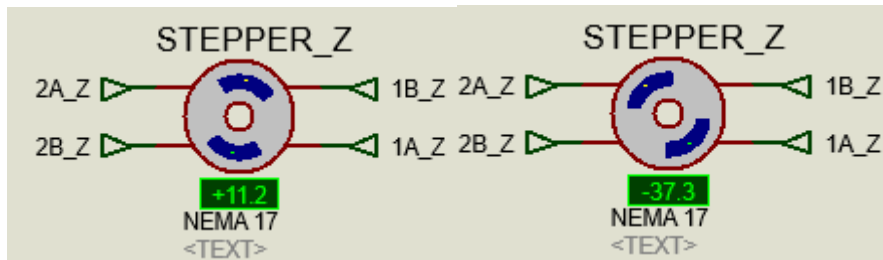 STEPPER_Z
2A_Z
1B_Z
2B_Z
1A_Z
+11.2
NEMA 17
<TEXT>
STEPPER_Z
2A_Z
1B_Z
2B_Z
1A_Z
-37.3
NEMA 17
<TEXT>